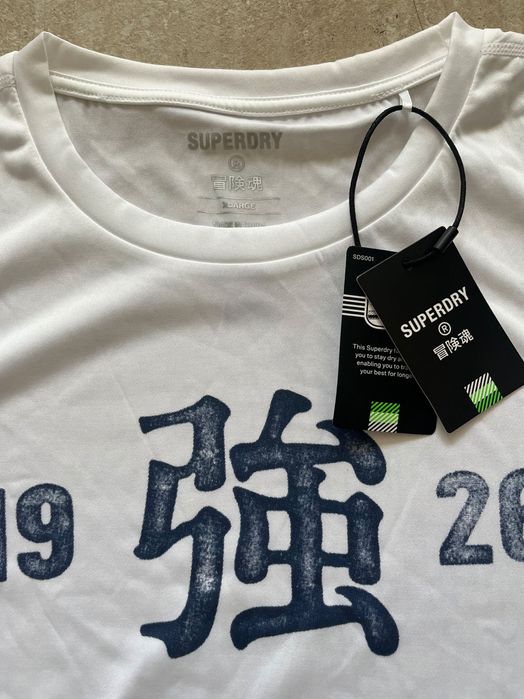 SUPERDRY
®
冒険魂
LARGE
SDS001
This Superdry
you to stay dry
enabling you to
your best for longe
SUPERDRY
®
冒険魂
19 強 20